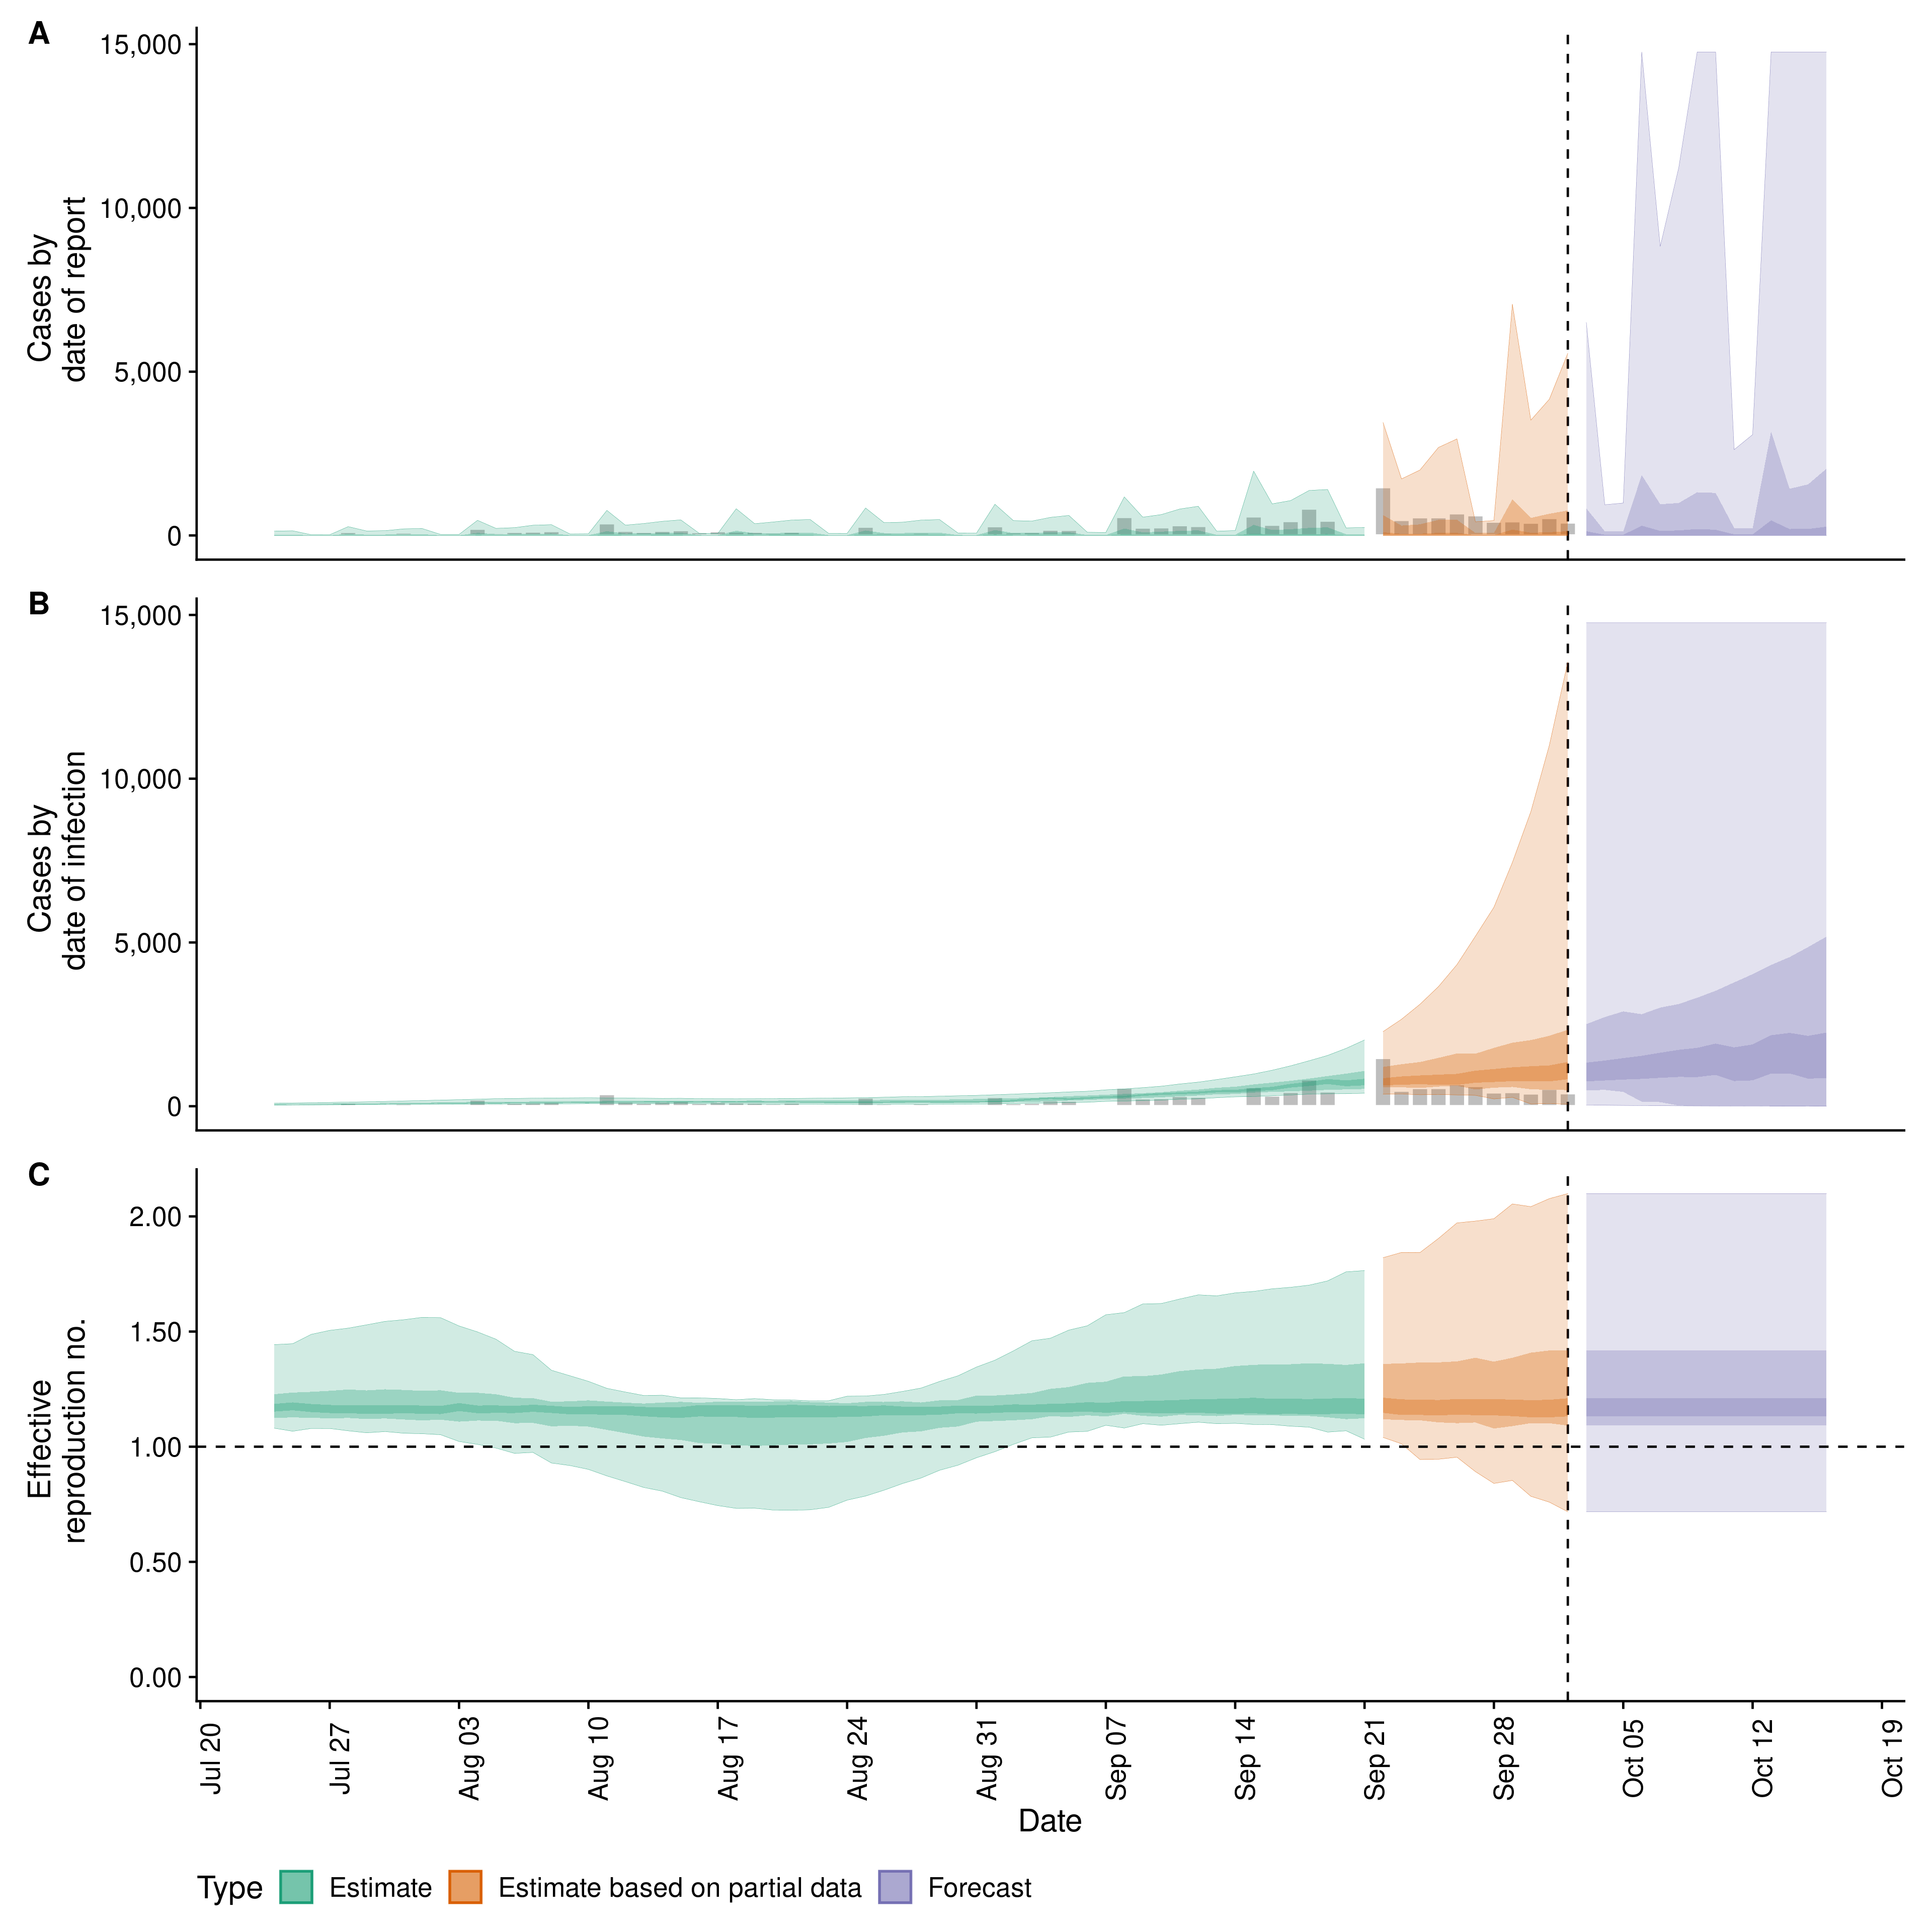 A
15,000
10,000
5,000
0
Cases by
date of report
B
15,000
10,000
5,000
0
Cases by
date of infection
C
2.00
1.50
1.00
0.50
0.00
Effective
reproduction no.
Jul 20
Jul 27
Aug 03
Aug 10
Aug 17
Aug 24
Aug 31
Sep 07
Sep 14
Sep 21
Sep 28
Oct 05
Oct 12
Oct 19
Date
Type Estimate Estimate based on partial data Forecast